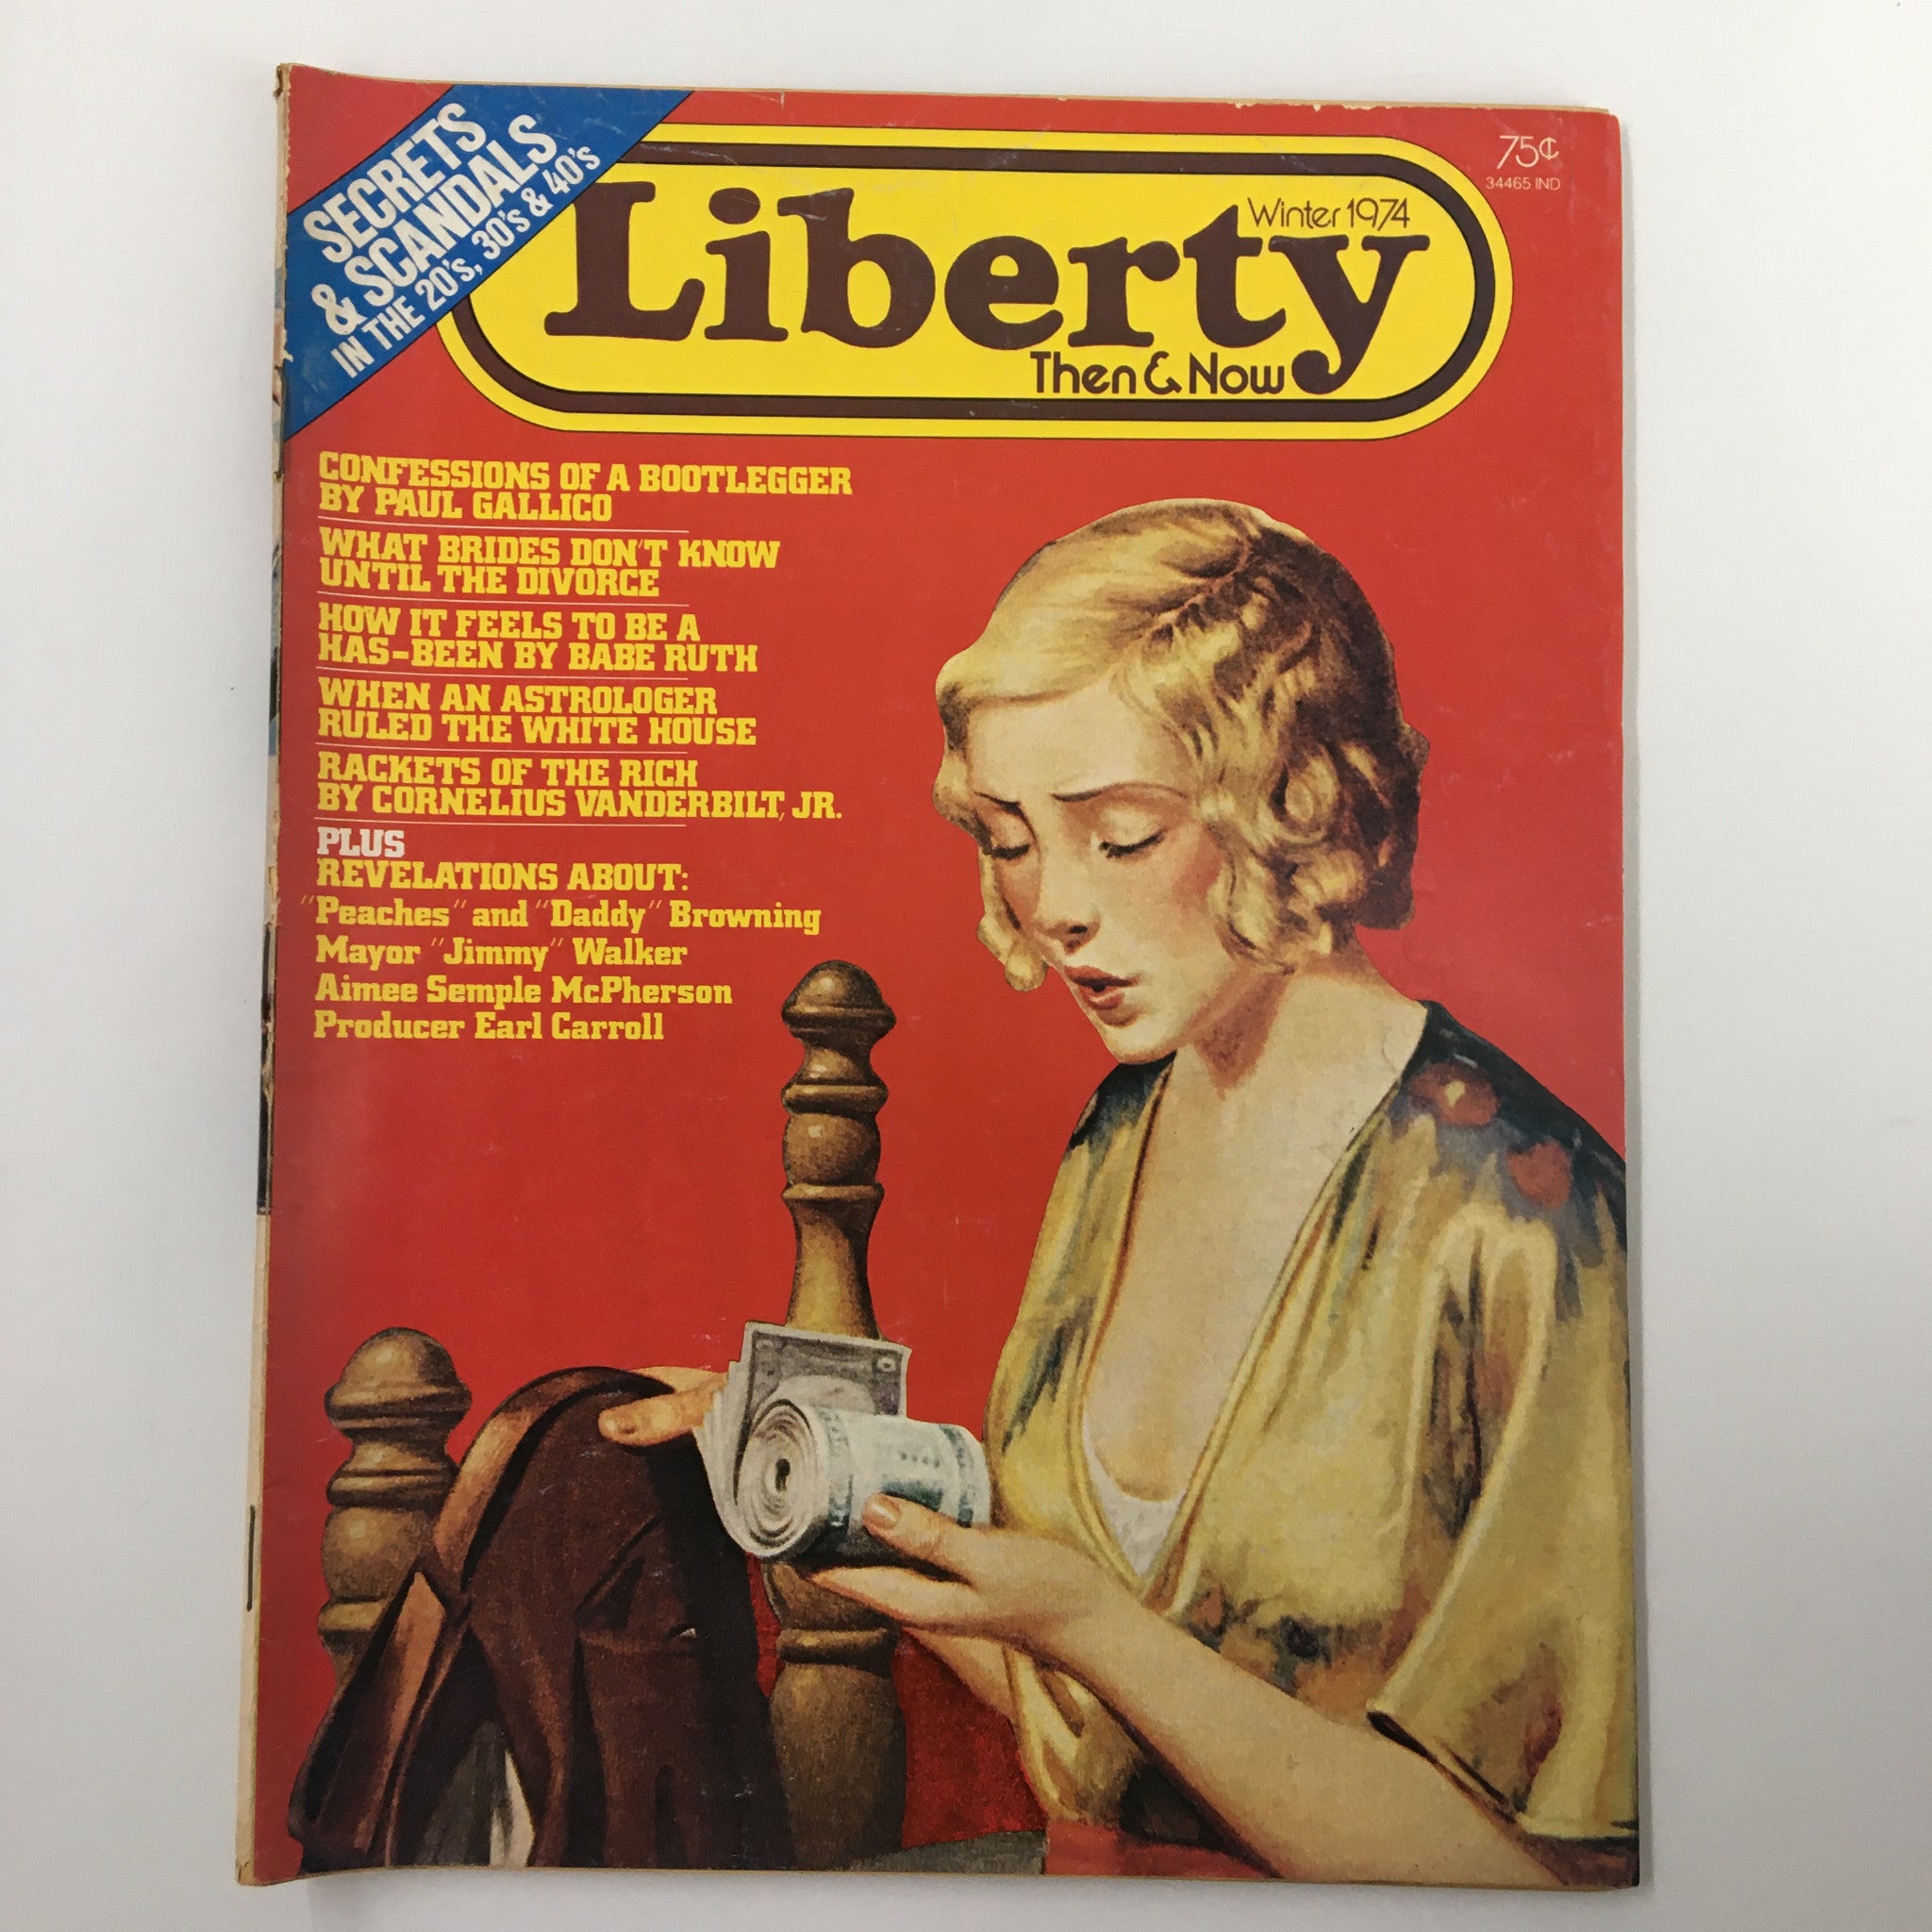 SECRETS
& SCANDALS
IN THE 20's, 30's & 40's
75¢
34465 IND
Winter 1974
Liberty
Then & Now
CONFESSIONS OF A BOOTLEGGER
BY PAUL GALLICO
WHAT BRIDES DON'T KNOW
UNTIL THE DIVORCE
HOW IT FEELS TO BE A
HAS-BEEN BY BABE RUTH
WHEN AN ASTROLOGER
RULED THE WHITE HOUSE
RACKETS OF THE RICH
BY CORNELIUS VANDERBILT, JR.
PLUS
REVELATIONS ABOUT:
"Peaches" and "Daddy" Browning
Mayor "Jimmy" Walker
Aimee Semple McPherson
Producer Earl Carroll